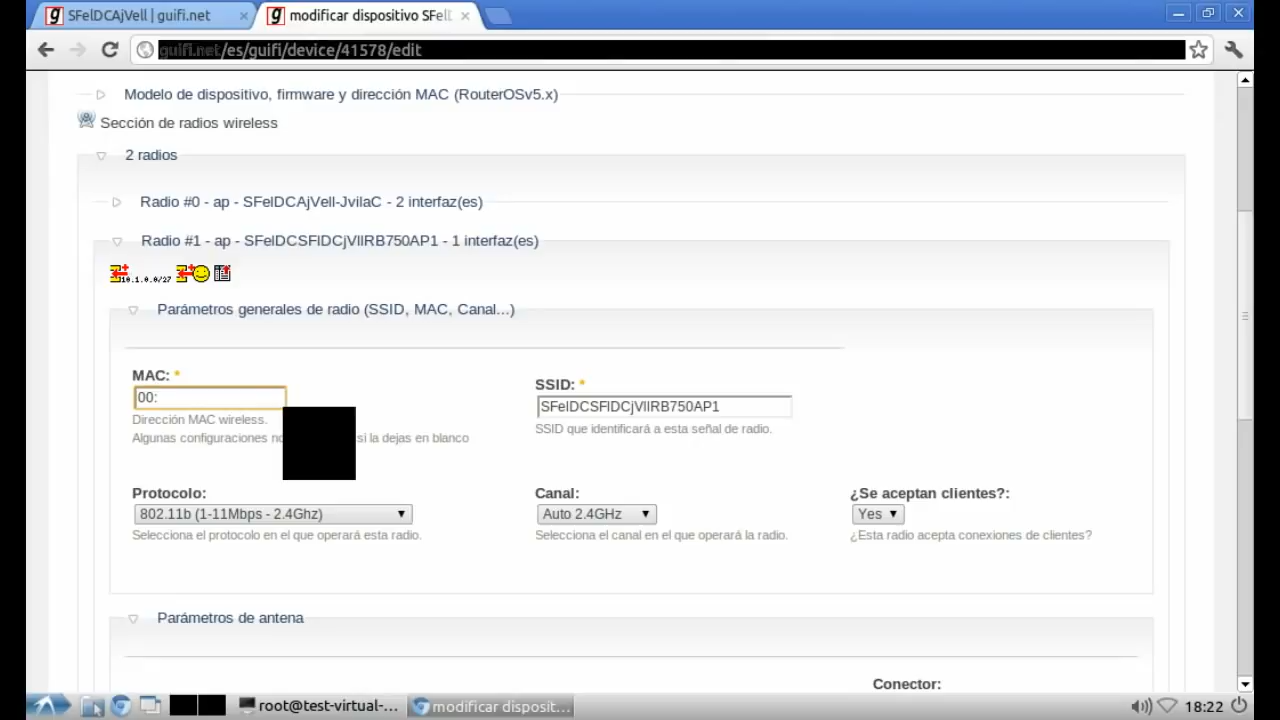 SFelDCAjVell | guifi.net
modificar dispositivo SFelD
guifi.net/es/guifi/device/41578/edit
Modelo de dispositivo, firmware y dirección MAC (RouterOSv5.x)
Sección de radios wireless
2 radios
Radio #0 - ap - SFelDCAjVell-JvilaC - 2 interfaz(es)
Radio #1 - ap - SFelDCSFlDCjVllRB750AP1 - 1 interfaz(es)
10.1.0.0/27
Parámetros generales de radio (SSID, MAC, Canal...)
MAC: *
00:
Dirección MAC wireless.
Algunas configuraciones si la dejas en blanco
SSID: *
SFelDCSFlDCjVllRB750AP1
SSID que identificará a esta señal de radio.
Protocolo:
802.11b (1-11Mbps - 2.4Ghz)
Selecciona el protocolo en el que operará esta radio.
Canal:
Auto 2.4GHz
Selecciona el canal en el que operará la radio.
¿Se aceptan clientes?:
Yes
¿Esta radio acepta conexiones de clientes?
Parámetros de antena
Conector:
root@test-virtual-...
modificar disposit...
18:22